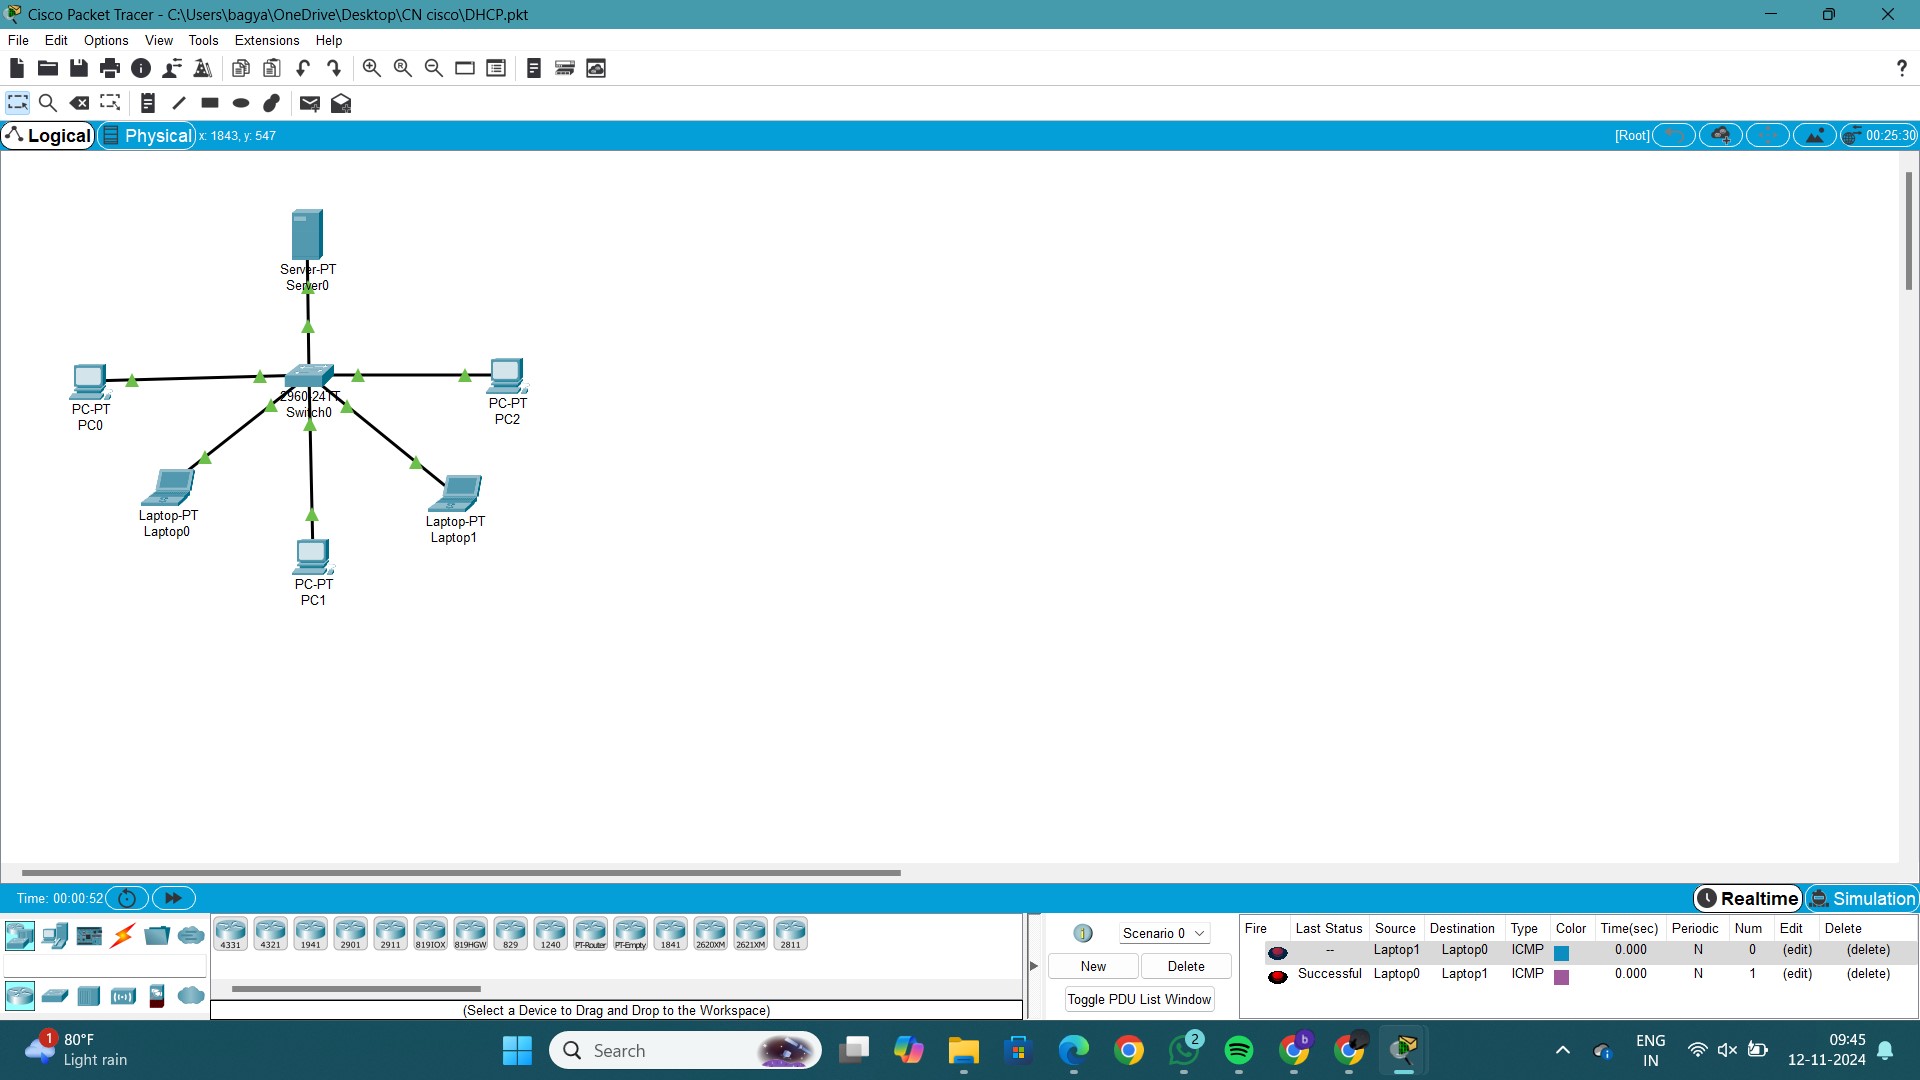 Cisco Packet Tracer - C:\Users\bagya\OneDrive\Desktop\CN cisco\DHCP.pkt
File Edit Options View Tools Extensions Help
?
Logical Physical x: 1843, y: 547 [Root] 00:25:30
Server-PT
Server0
2960-24TT
Switch0
PC-PT
PC0
PC-PT
PC2
Laptop-PT
Laptop0
Laptop-PT
Laptop1
PC-PT
PC1
Time: 00:00:52 Realtime Simulation
4331 4321 1941 2901 2911 819IOX 819HGW 829 1240 PT-Router PT-Empty 1841 2620XM 2621XM 2811
(Select a Device to Drag and Drop to the Workspace)
Scenario 0
New Delete
Toggle PDU List Window
Fire Last Status Source Destination Type Color Time(sec) Periodic Num Edit Delete
-- Laptop1 Laptop0 ICMP 0.000 N 0 (edit) (delete)
Successful Laptop0 Laptop1 ICMP 0.000 N 1 (edit) (delete)
1
80°F
Light rain
Search
2
b
ENG
IN
09:45
12-11-2024